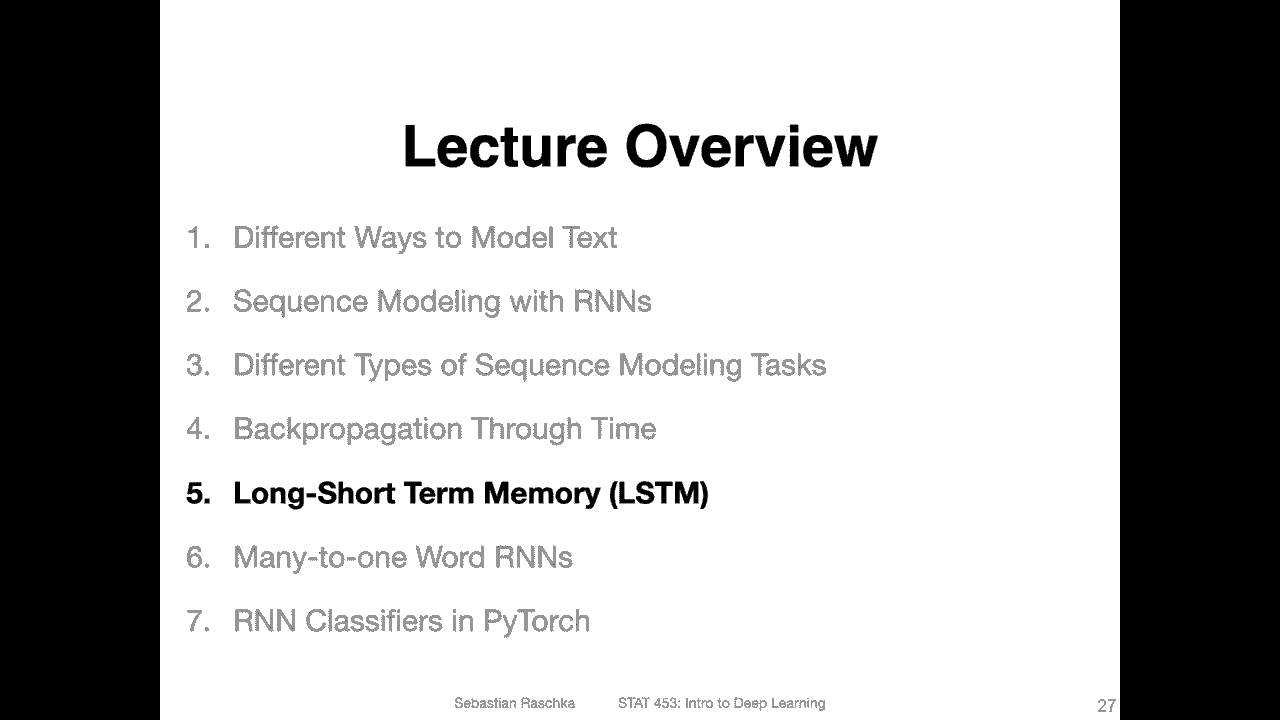 Lecture Overview
1. Different Ways to Model Text
2. Sequence Modeling with RNNs
3. Different Types of Sequence Modeling Tasks
4. Backpropagation Through Time
5. Long-Short Term Memory (LSTM)
6. Many-to-one Word RNNs
7. RNN Classifiers in PyTorch
Sebastian Raschka STAT 453: Intro to Deep Learning 27